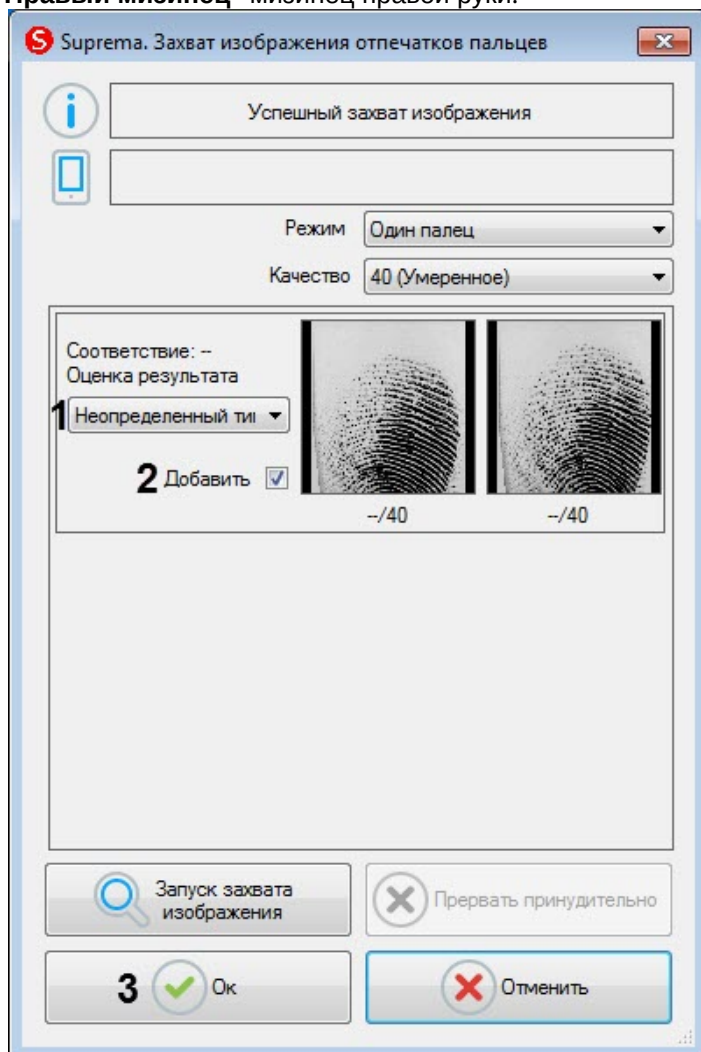 Правый мизинец - мизинец правой руки.
S Suprema. Захват изображения отпечатков пальцев
Успешный захват изображения
Режим Один палец
Качество 40 (Умеренное)
Соответствие: --
Оценка результата
1 Неопределенный ти
2 Добавить
--/40 --/40
Запуск захвата
изображения
Прервать принудительно
3 Ок
Отменить